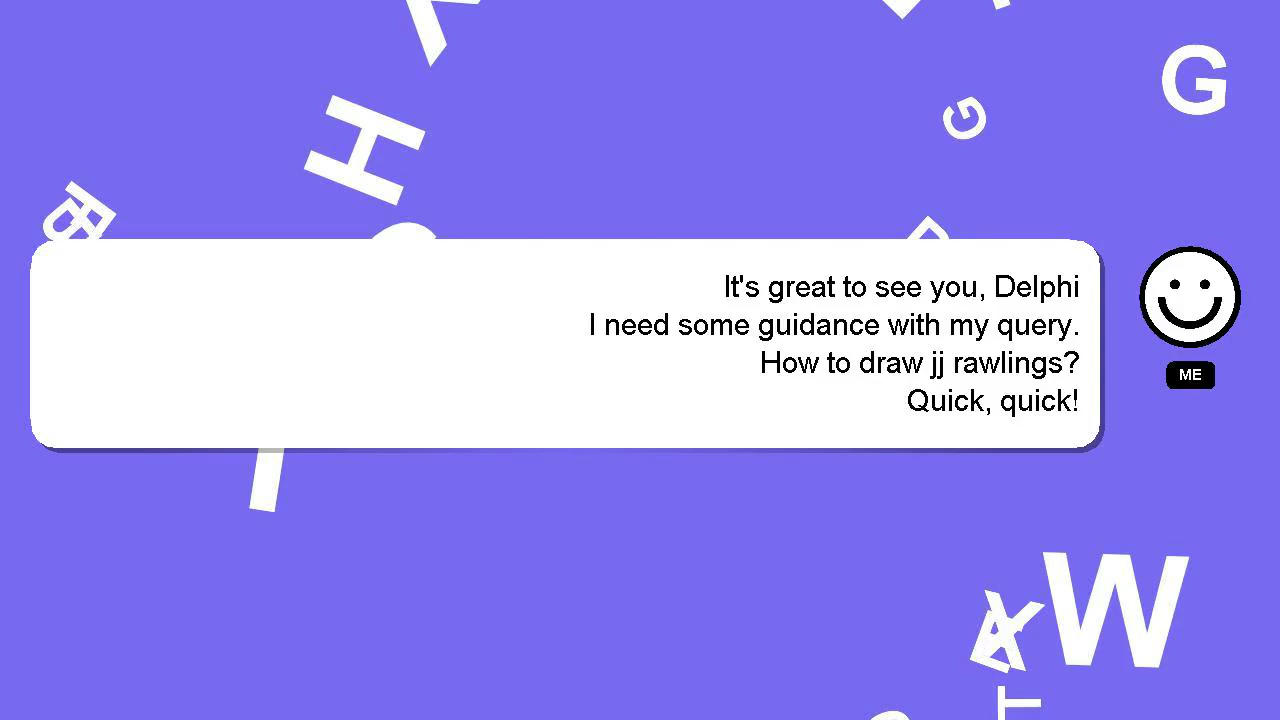 It's great to see you, Delphi
I need some guidance with my query.
How to draw jj rawlings?
Quick, quick!
ME
G
G
H
R
W
T